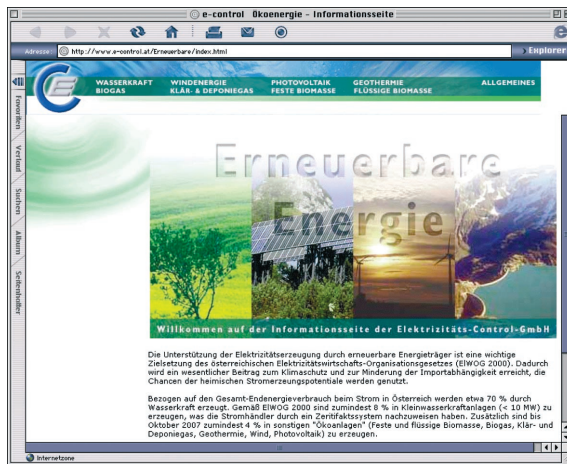 e-control Ökoenergie - Informationsseite
Adresse: http://www.e-control.at/Erneuerbare/index.html
Explorer
WASSERKRAFT WINDENERGIE PHOTOVOLTAIK GEOTHERMIE ALLGEMEINES
BIOGAS KLÄR- & DEPONIEGAS FESTE BIOMASSE FLÜSSIGE BIOMASSE
Favoriten
Verlauf
Suchen
Album
Seitenhalter
Erneuerbare
Energie
Willkommen auf der Informationsseite der Elektrizitäts-Control-GmbH
Die Unterstützung der Elektrizitätserzeugung durch erneuerbare Energieträger ist eine wichtige
Zielsetzung des österreichischen Elektrizitätswirtschafts-Organisationsgesetzes (ElWOG 2000). Dadurch
wird ein wesentlicher Beitrag zum Klimaschutz und zur Minderung der Importabhängigkeit erreicht, die
Chancen der heimischen Stromerzeugungspotentiale werden genutzt.
Bezogen auf den Gesamt-Endenergieverbrauch beim Strom in Österreich werden etwa 70 % durch
Wasserkraft erzeugt. Gemäß ElWOG 2000 sind zumindest 8 % in Kleinwasserkraftanlagen (< 10 MW) zu
erzeugen, was die Stromhändler durch ein Zeritifaktssystem nachzuweisen haben. Zusätzlich sind bis
Oktober 2007 zumindest 4 % in sonstigen "Ökoanlagen" (Feste und flüssige Biomasse, Biogas, Klär- und
Deponiegas, Geothermie, Wind, Photovoltaik) zu erzeugen.
Internetzone